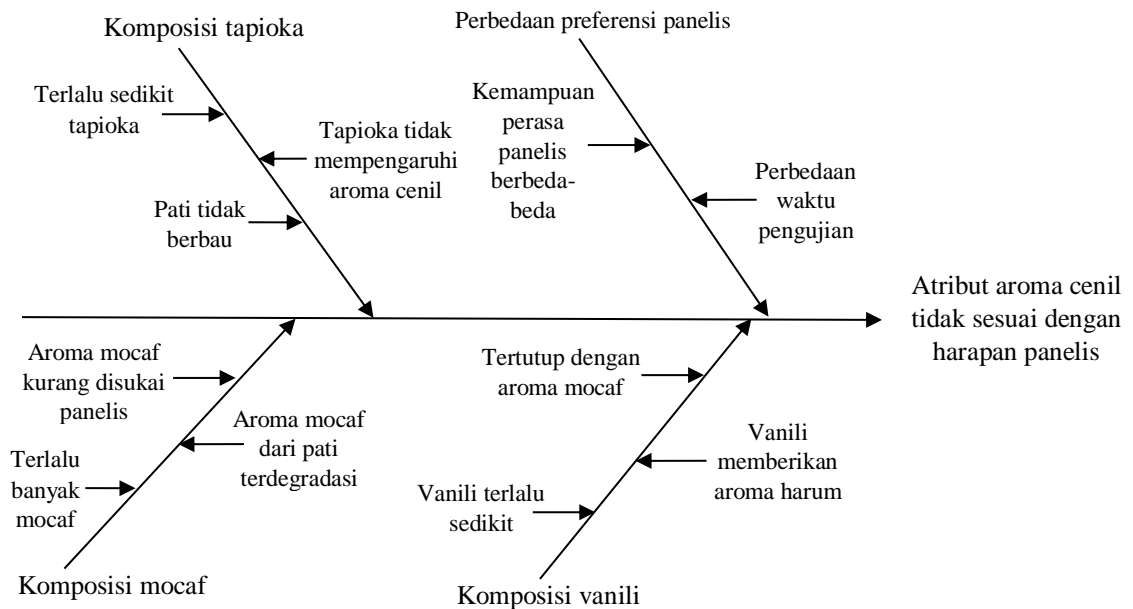 Komposisi tapioka
Perbedaan preferensi panelis
Terlalu sedikit
tapioka
Tapioka tidak
mempengaruhi
aroma cenil
Pati tidak
berbau
Kemampuan
perasa
panelis
berbeda-
beda
Perbedaan
waktu
pengujian
Atribut aroma cenil
tidak sesuai dengan
harapan panelis
Aroma mocaf
kurang disukai
panelis
Aroma mocaf
dari pati
terdegradasi
Terlalu
banyak
mocaf
Komposisi mocaf
Tertutup dengan
aroma mocaf
Vanili
memberikan
aroma harum
Vanili terlalu
sedikit
Komposisi vanili